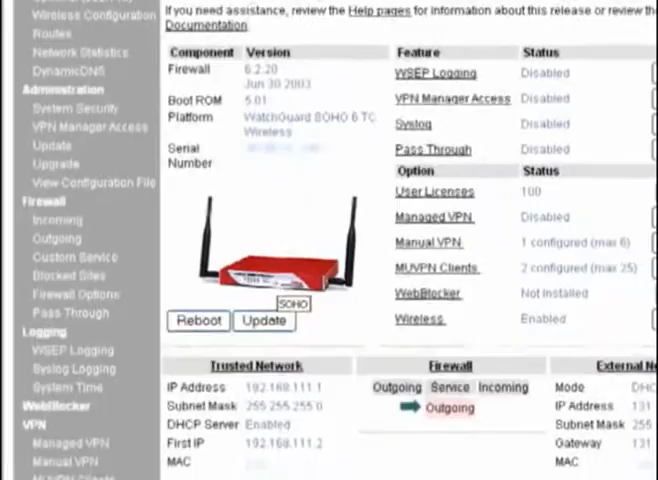 Wireless Configuration
Routes
Network Statistics
DynamicDNS
Administration
System Security
VPN Manager Access
Update
Upgrade
View Configuration File
Firewall
Incoming
Outgoing
Custom Service
Blocked Sites
Firewall Options
Pass Through
Logging
WSEP Logging
Syslog Logging
System Time
WebBlocker
VPN
Managed VPN
Manual VPN
MUVPN Clients
If you need assistance, review the Help pages for information about this release or review the
Documentation
Component Version
Firewall 6.2.20
Jun 30 2003
Boot ROM 5.01
Platform WatchGuard SOHO 6 TC
Wireless
Serial
Number
SOHO
Reboot Update
Feature Status
WSEP Logging Disabled
VPN Manager Access Disabled
Syslog Disabled
Pass Through Disabled
Option Status
User Licenses 100
Managed VPN Disabled
Manual VPN 1 configured (max 6)
MUVPN Clients 2 configured (max 25)
WebBlocker Not Installed
Wireless Enabled
Trusted Network
IP Address 192.168.111.1
Subnet Mask 255.255.255.0
DHCP Server Enabled
First IP 192.168.111.2
MAC
Firewall
Outgoing Service Incoming
Outgoing
External Ne
Mode DHC
IP Address 131
Subnet Mask 255
Gateway 131
MAC